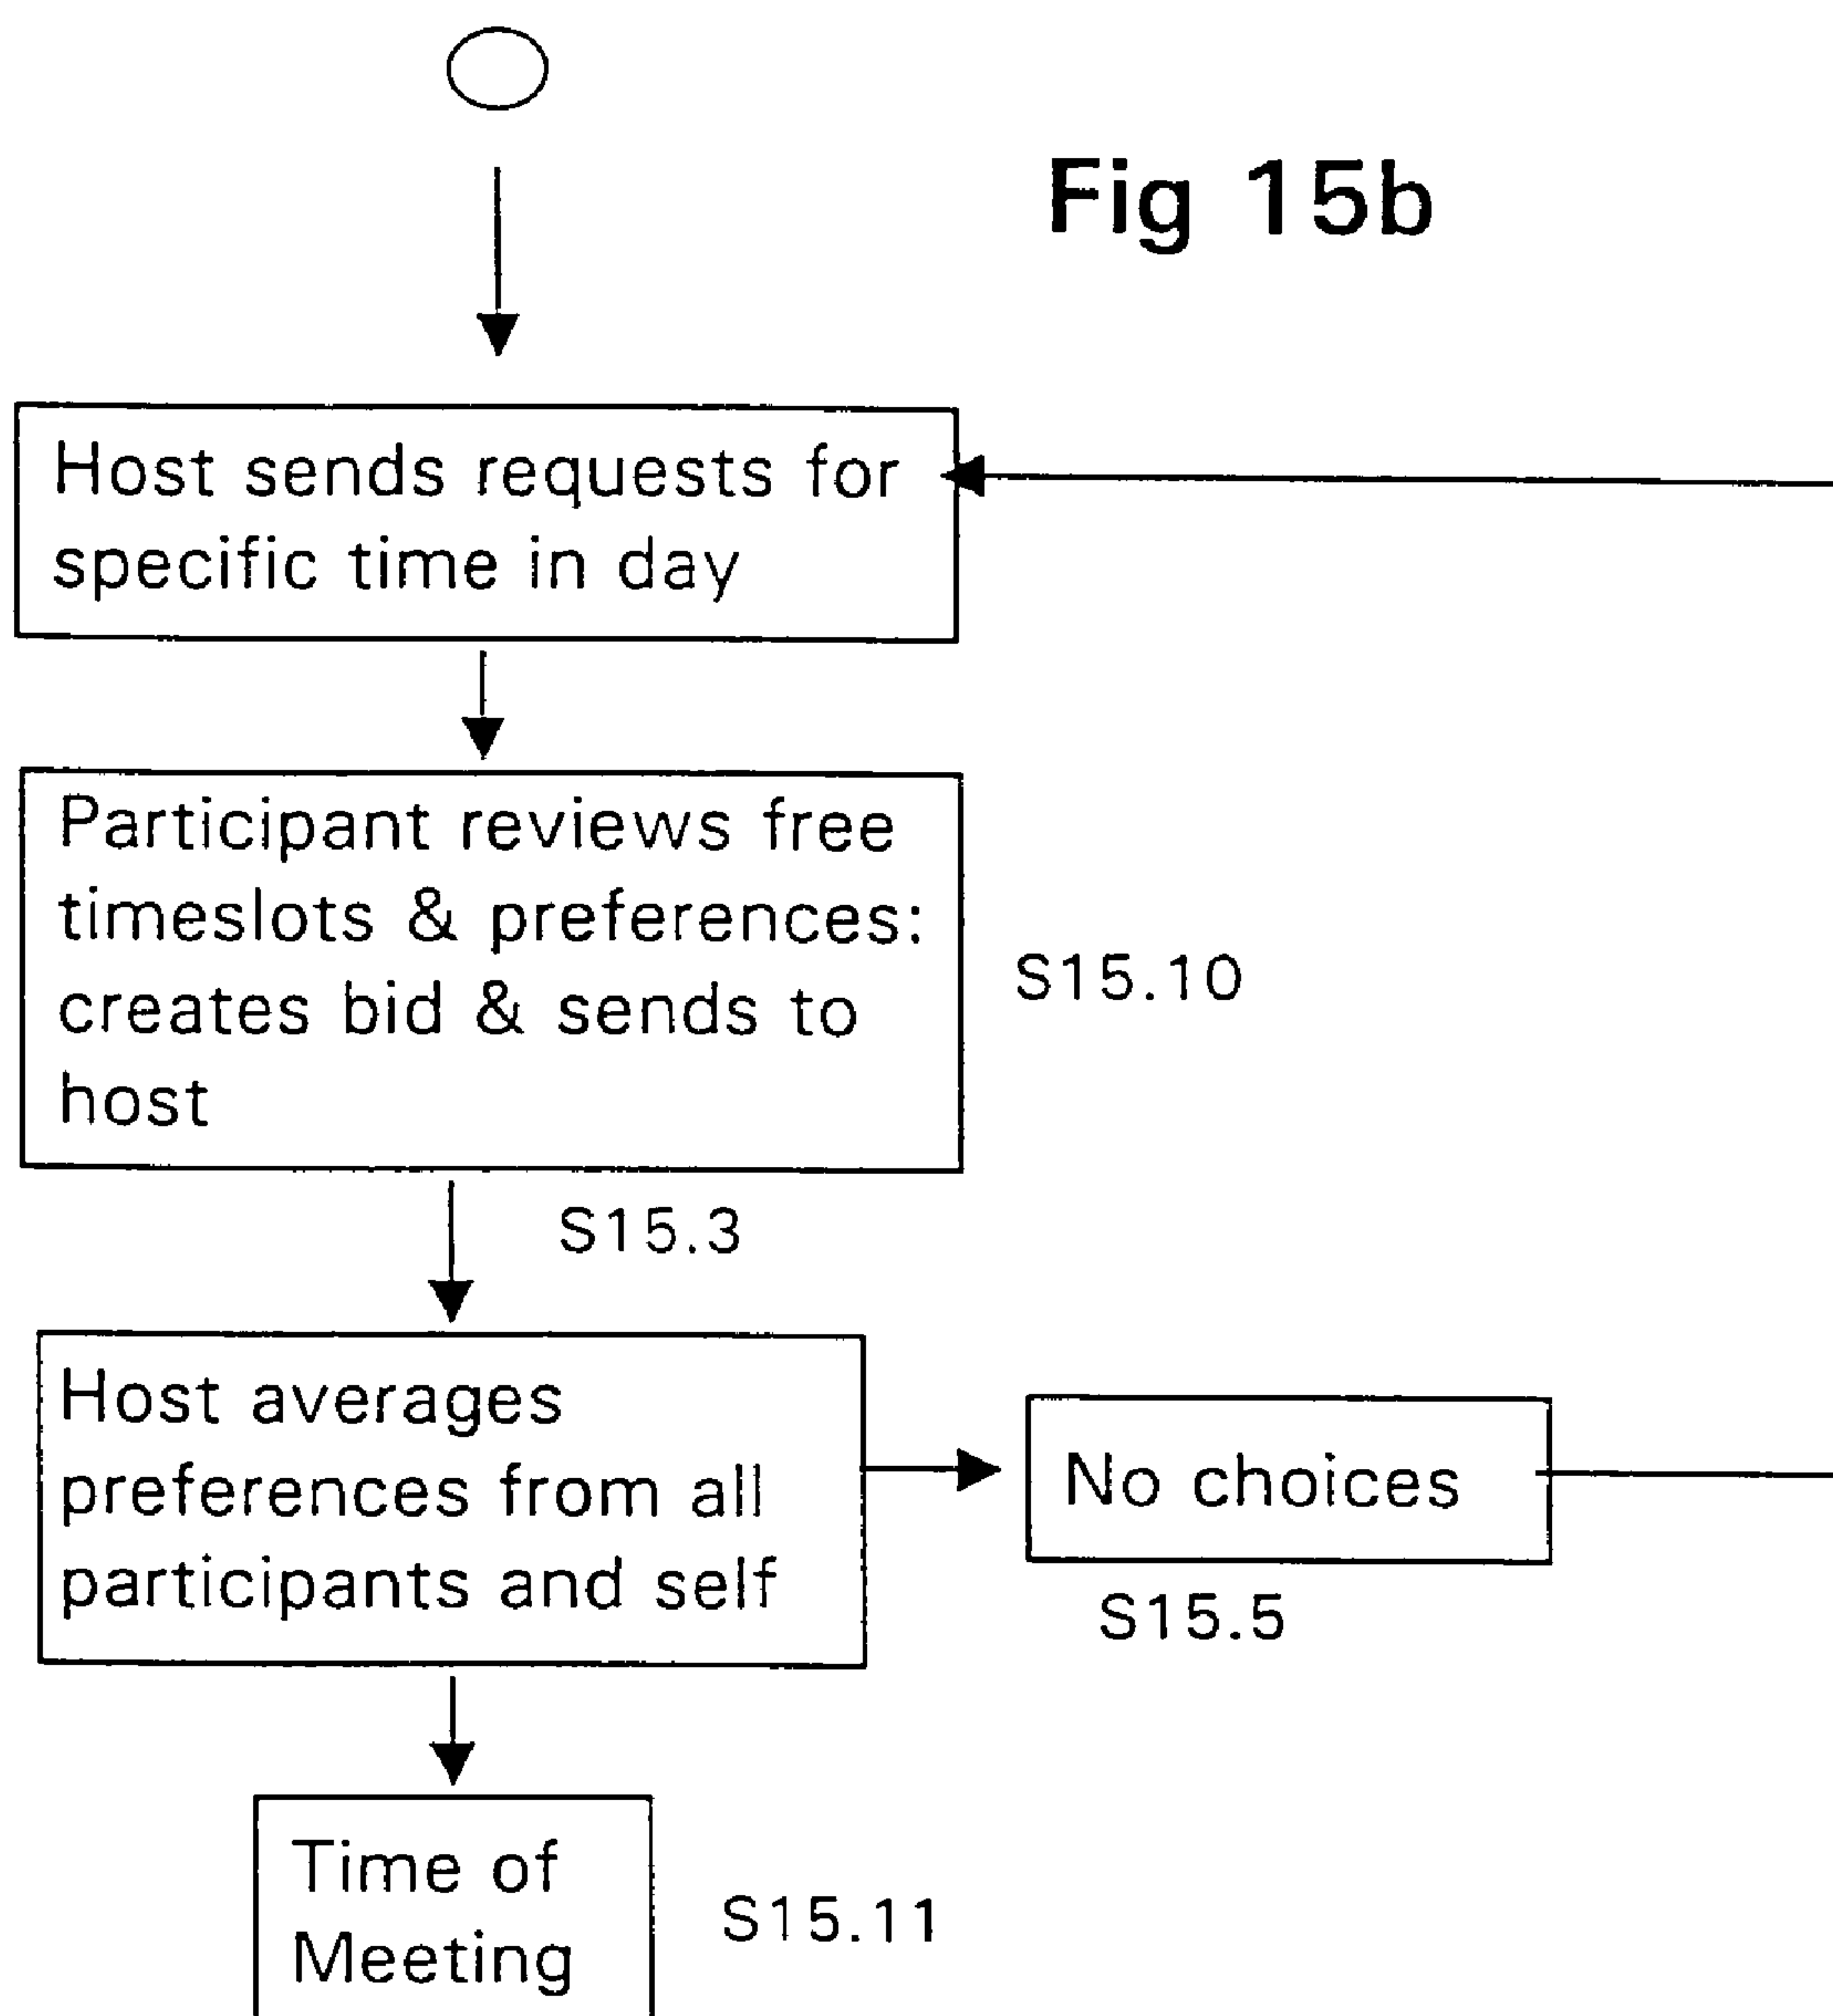 Fig 15b
Host sends requests for
specific time in day
Participant reviews free
timeslots & preferences:
creates bid & sends to
host
S15.10
S15.3
Host averages
preferences from all
participants and self
No choices
S15.5
Time of
Meeting
S15.11